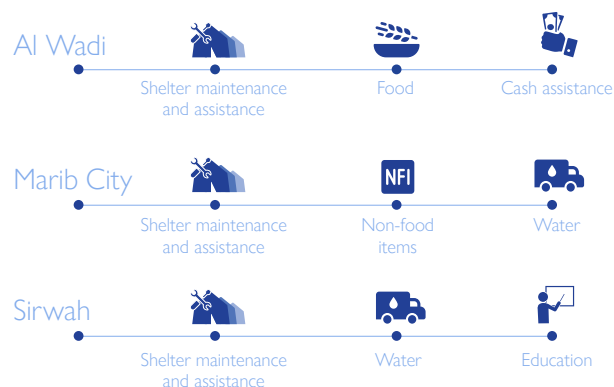 Al Wadi
Shelter maintenance
and assistance
Food
Cash assistance
Marib City
NFI
Shelter maintenance
and assistance
Non-food
items
Water
Sirwah
Shelter maintenance
and assistance
Water
Education